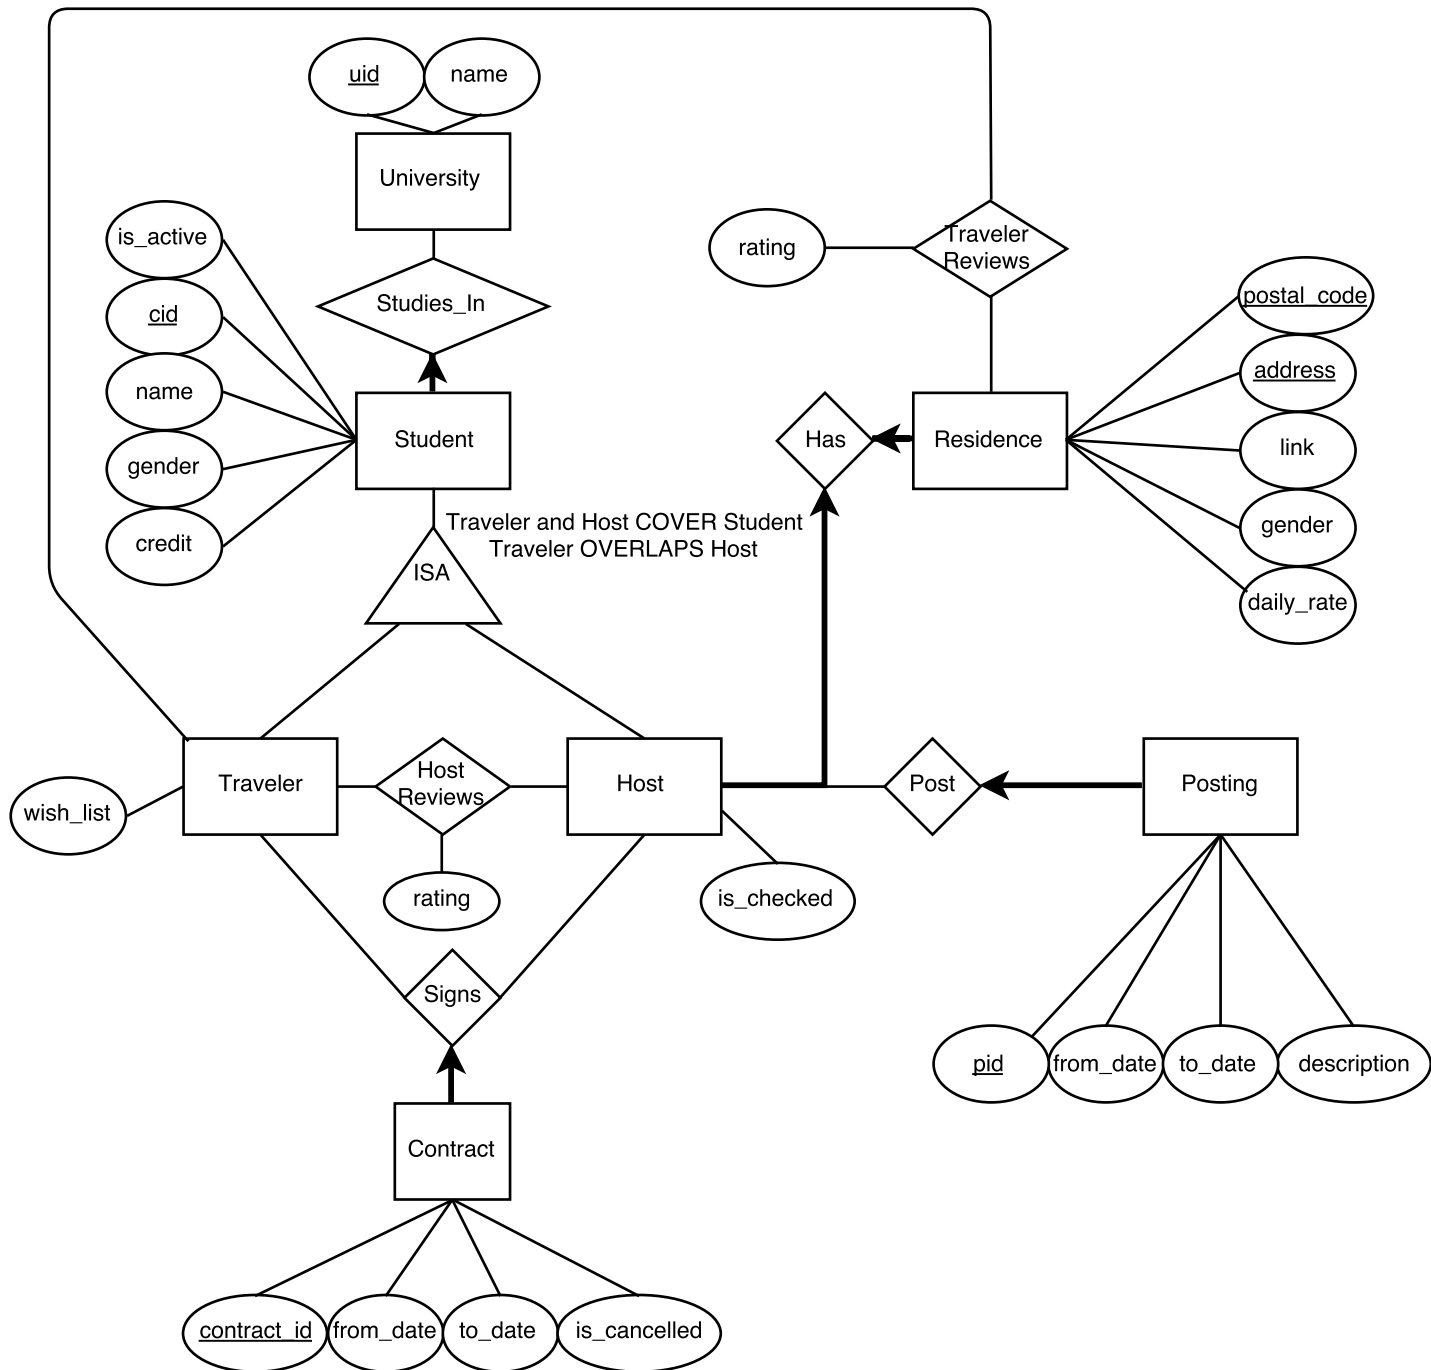 uid
name
University
is_active
Studies_In
cid
name
Student
gender
credit
Traveler
Reviews
rating
postal_code
address
Has
Residence
link
gender
daily_rate
Traveler and Host COVER Student
Traveler OVERLAPS Host
ISA
Traveler
Host
Reviews
Host
Post
Posting
wish_list
rating
is_checked
Signs
pid
from_date
to_date
description
Contract
contract_id
from_date
to_date
is_cancelled